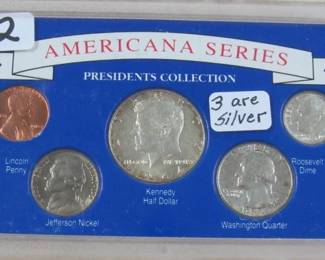 2
AMERICANA SERIES
PRESIDENTS COLLECTION
3 are
silver
Lincoln
Penny
Roosevelt
Dime
Kennedy
Half Dollar
Jefferson Nickel
Washington Quarter